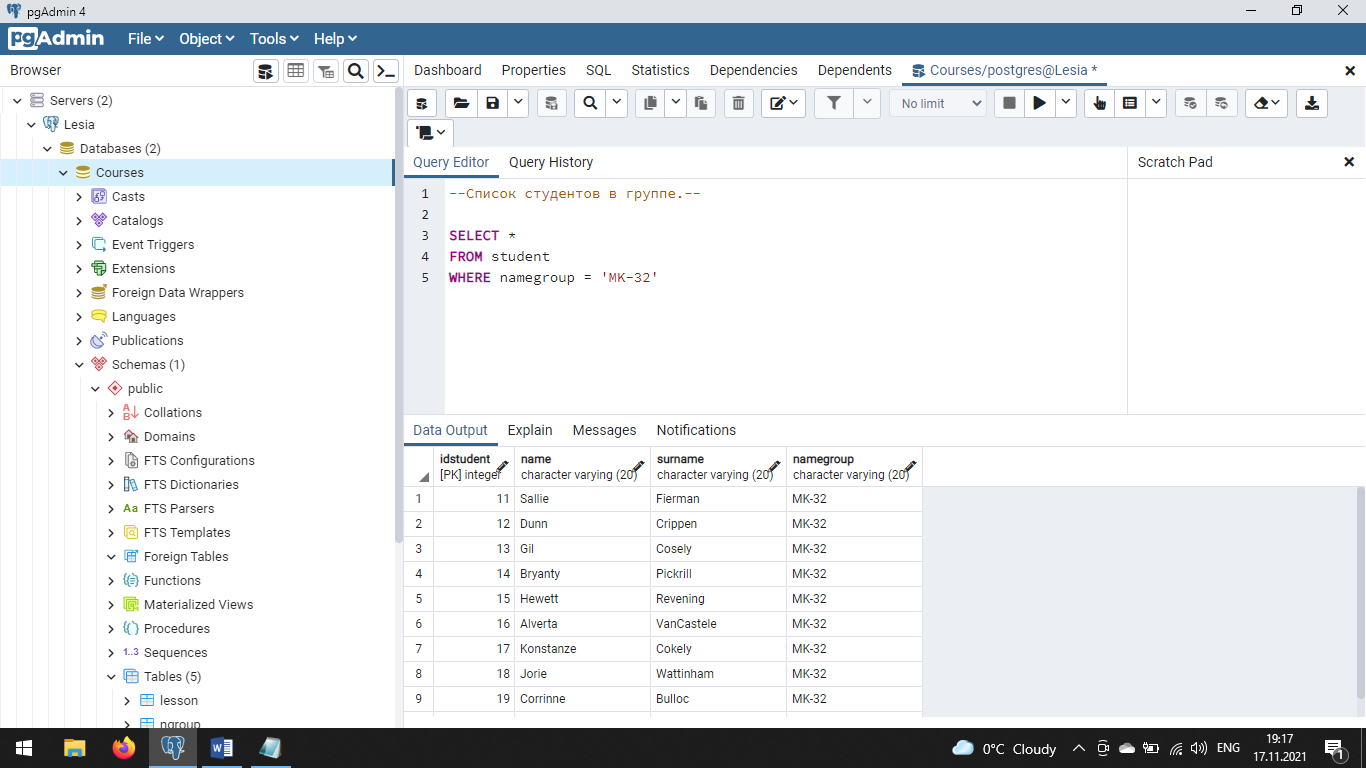 pgAdmin 4
pgAdmin File Object Tools Help
Browser
Dashboard Properties SQL Statistics Dependencies Dependents Courses/postgres@Lesia *
No limit
Servers (2)
Lesia
Databases (2)
Courses
Casts
Catalogs
Event Triggers
Extensions
Foreign Data Wrappers
Languages
Publications
Schemas (1)
public
Collations
Domains
FTS Configurations
FTS Dictionaries
Aa FTS Parsers
FTS Templates
Foreign Tables
Functions
Materialized Views
Procedures
1..3 Sequences
Tables (5)
lesson
ngroup
Query Editor Query History
Scratch Pad
1 --Список студентов в группе.--
2
3 SELECT *
4 FROM student
5 WHERE namegroup = 'MK-32'
Data Output Explain Messages Notifications
idstudent name surname namegroup
[PK] integer character varying (20) character varying (20) character varying (20)
1 11 Sallie Fierman MK-32
2 12 Dunn Crippen MK-32
3 13 Gil Cosely MK-32
4 14 Bryanty Pickrill MK-32
5 15 Hewett Revening MK-32
6 16 Alverta VanCastele MK-32
7 17 Konstanze Cokely MK-32
8 18 Jorie Wattinham MK-32
9 19 Corrinne Bulloc MK-32
0°C Cloudy
ENG
19:17
17.11.2021
1